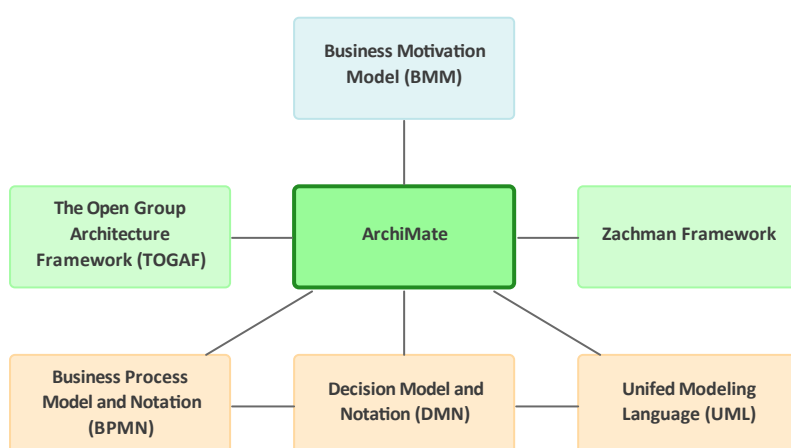 Business Motivation
Model (BMM)
The Open Group
Architecture
Framework (TOGAF)
ArchiMate
Zachman Framework
Business Process
Model and Notation
(BPMN)
Decision Model and
Notation (DMN)
Unifed Modeling
Language (UML)